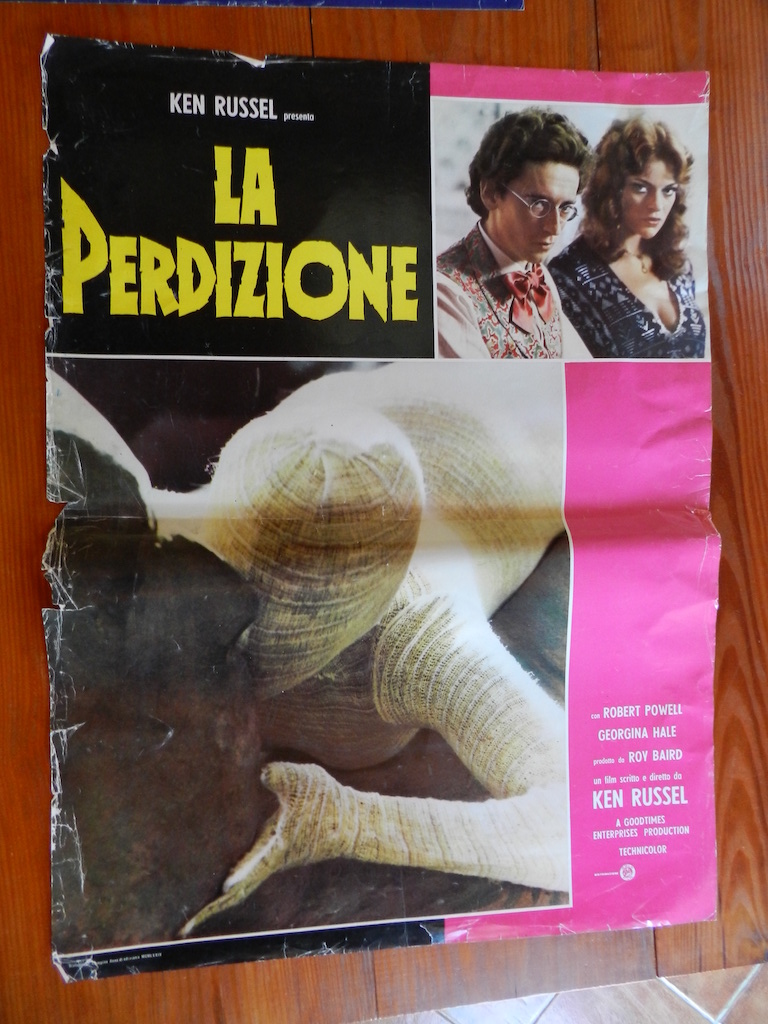 KEN RUSSEL presenta
LA
PERDIZIONE
con ROBERT POWELL
GEORGINA HALE
prodotto da ROY BAIRD
un film scritto e diretto da
KEN RUSSEL
A GOODTIMES
ENTERPRISES PRODUCTION
TECHNICOLOR